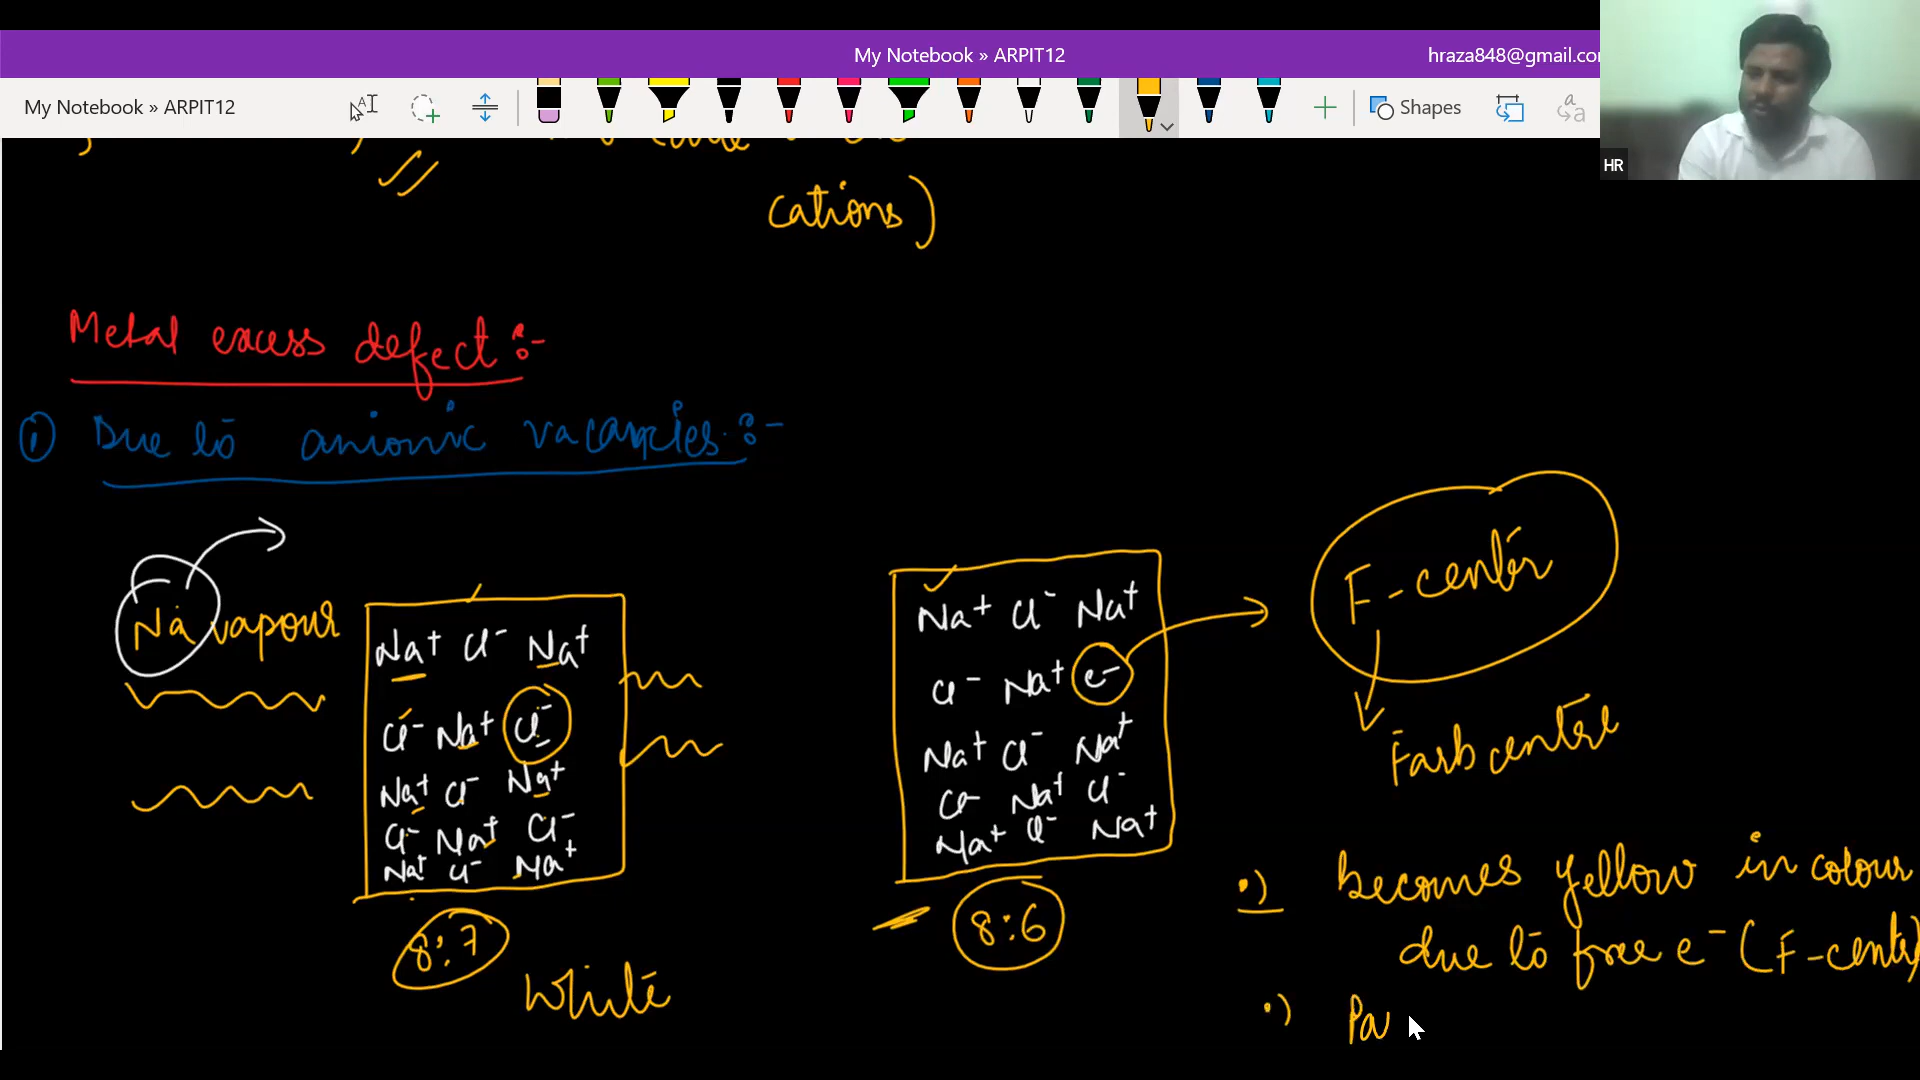 My Notebook » ARPIT12
hraza848@gmail.co
My Notebook » ARPIT12
Shapes
HR
cations)
Metal excess defect :-
① Due to anionic vacancies :-
Na vapour
Na⁺ Cl⁻ Na⁺
Cl⁻ Na⁺ Cl⁻
Na⁺ Cl⁻ Na⁺
Cl⁻ Na⁺ Cl⁻
Na⁺ Cl⁻ Na⁺
8:7
White
Na⁺ Cl⁻ Na⁺
Cl⁻ Na⁺ e⁻
Na⁺ Cl⁻ Na⁺
Cl⁻ Na⁺ Cl⁻
Na⁺ Cl⁻ Na⁺
8:6
F-center
Farb centre
•) becomes yellow in colour
due to free e⁻ (F-centre)
•) Pa